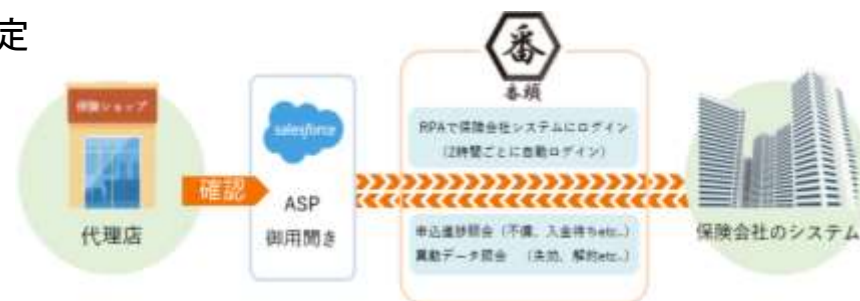 定
番
番頭
保険ショップ
salesforce
RPAで保険会社システムにログイン
(2時間ごとに自動ログイン)
確認
ASP
御用聞き
代理店
申込進捗照会（不備、入金待ちetc..）
異動データ照会　（失効、解約etc..）
保険会社のシステム